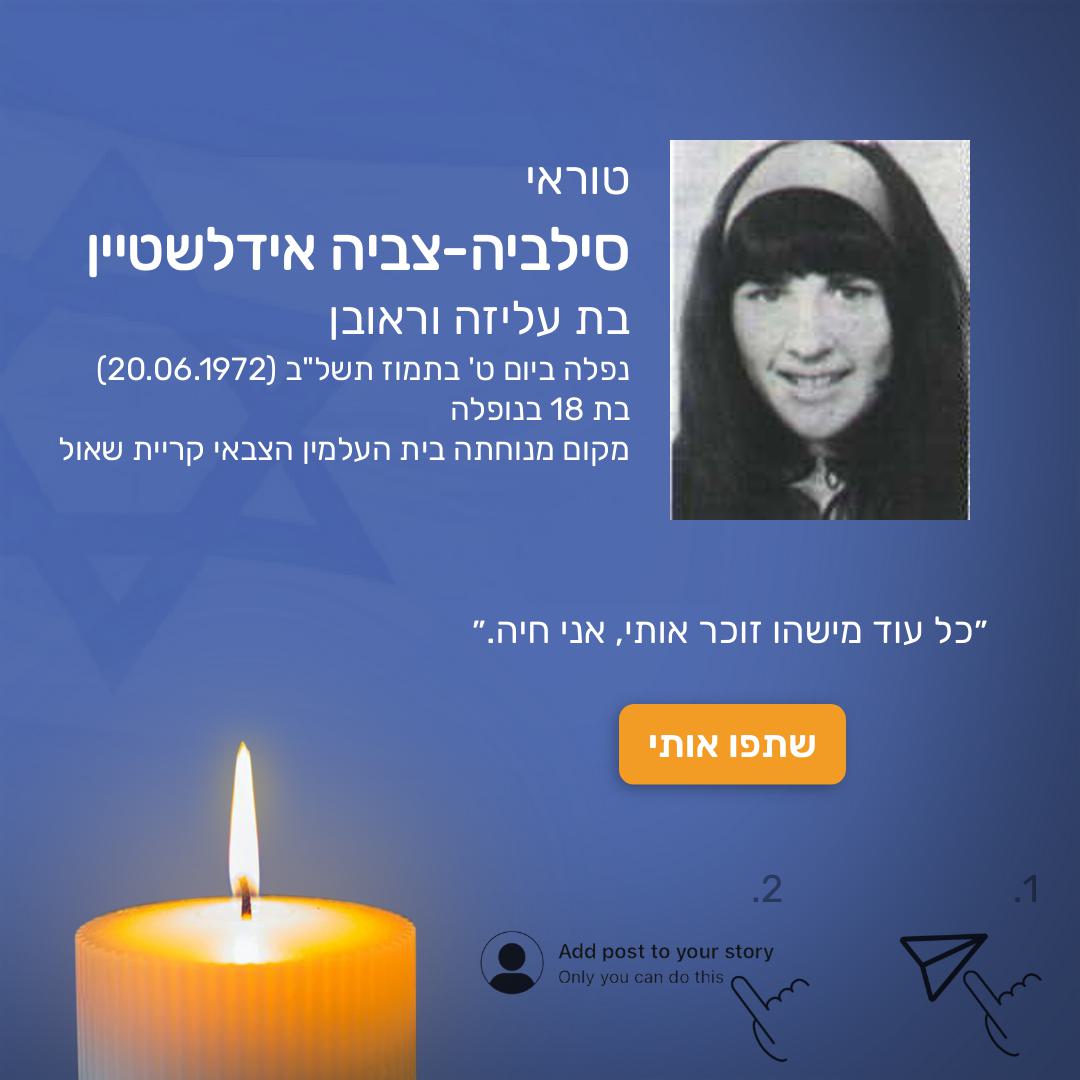 טוראי
סילביה-צביה אידלשטיין
בת עליזה וראובן
נפלה ביום ט' בתמוז תשל"ב (20.06.1972)
בת 18 בנופלה
מקום מנוחתה בית העלמין הצבאי קריית שאול
״כל עוד מישהו זוכר אותי, אני חיה.״
שתפו אותי
.1
.2
Add post to your story
Only you can do this